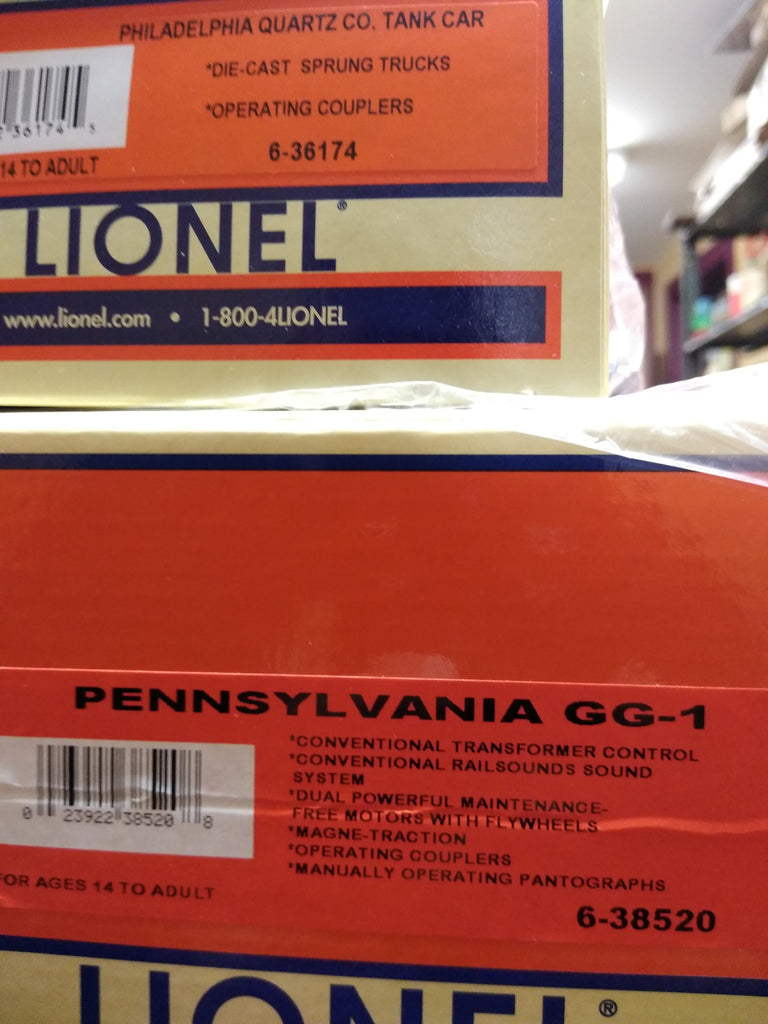 PHILADELPHIA QUARTZ CO. TANK CAR
*DIE-CAST SPRUNG TRUCKS
*OPERATING COUPLERS
6-36174
2 36174 5
14 TO ADULT
LIONEL®
www.lionel.com • 1-800-4LIONEL
PENNSYLVANIA GG-1
*CONVENTIONAL TRANSFORMER CONTROL
*CONVENTIONAL RAILSOUNDS SOUND
SYSTEM
*DUAL POWERFUL MAINTENANCE-
FREE MOTORS WITH FLYWHEELS
*MAGNE-TRACTION
*OPERATING COUPLERS
*MANUALLY OPERATING PANTOGRAPHS
6-38520
0 23922 38520 8
FOR AGES 14 TO ADULT
LIONEL®